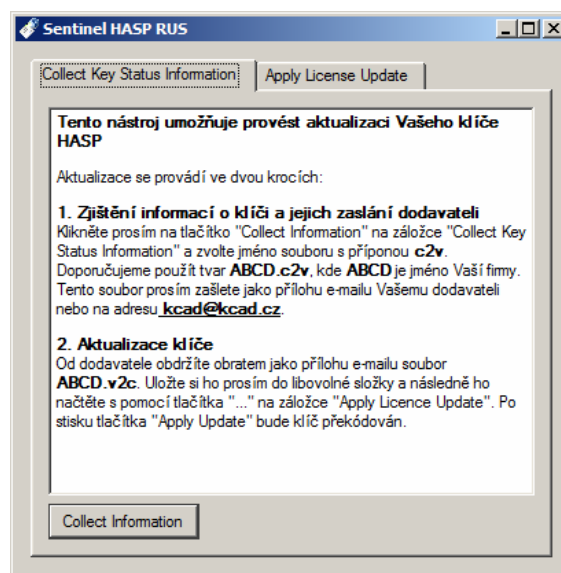 Sentinel HASP RUS
Collect Key Status Information
Apply License Update
Tento nástroj umožňuje provést aktualizaci Vašeho klíče
HASP
Aktualizace se provádí ve dvou krocích:
1. Zjištění informací o klíči a jejich zaslání dodavateli
Klikněte prosím na tlačítko "Collect Information" na záložce "Collect Key
Status Information" a zvolte jméno souboru s příponou c2v.
Doporučujeme použít tvar ABCD.c2v, kde ABCD je jméno Vaší firmy.
Tento soubor prosím zašlete jako přílohu e-mailu Vašemu dodavateli
nebo na adresu kcad@kcad.cz.
2. Aktualizace klíče
Od dodavatele obdržíte obratem jako přílohu e-mailu soubor
ABCD.v2c. Uložte si ho prosím do libovolné složky a následně ho
načtěte s pomocí tlačítka "..." na záložce "Apply Licence Update". Po
stisku tlačítka "Apply Update" bude klíč překódován.
Collect Information